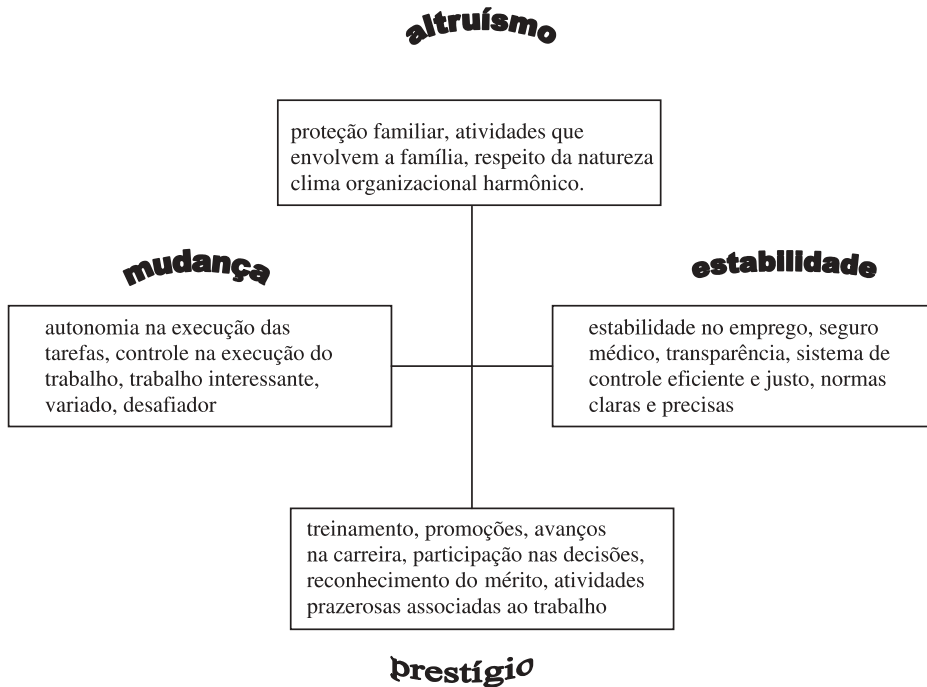 altruísmo
proteção familiar, atividades que
envolvem a família, respeito da natureza
clima organizacional harmônico.
mudança
autonomia na execução das
tarefas, controle na execução do
trabalho, trabalho interessante,
variado, desafiador
estabilidade
estabilidade no emprego, seguro
médico, transparência, sistema de
controle eficiente e justo, normas
claras e precisas
treinamento, promoções, avanços
na carreira, participação nas decisões,
reconhecimento do mérito, atividades
prazerosas associadas ao trabalho
prestígio